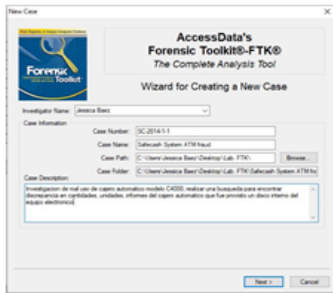 New Case
AccessData's
Forensic Toolkit®-FTK®
The Complete Analysis Tool
Forensic
Toolkit
Wizard for Creating a New Case
Investigator Name: Jessica Baez
Case Information
Case Number: SC-2014-1-1
Case Name: Safecash System ATM fraud
Case Path: C:\Users\Jessica Baez\Desktop\Lab. FTK\
Browse...
Case Folder: C:\Users\Jessica Baez\Desktop\Lab. FTK\Safecash System ATM fra
Case Description:
Investigacion de mal uso de cajero automatico modelo C4000. realizar una busqueda para encontrar
discrepancia en cantidades, unidades, informes del cajero automatico que fue provisto un disco interno del
equipo electronico
Next >
Cancel